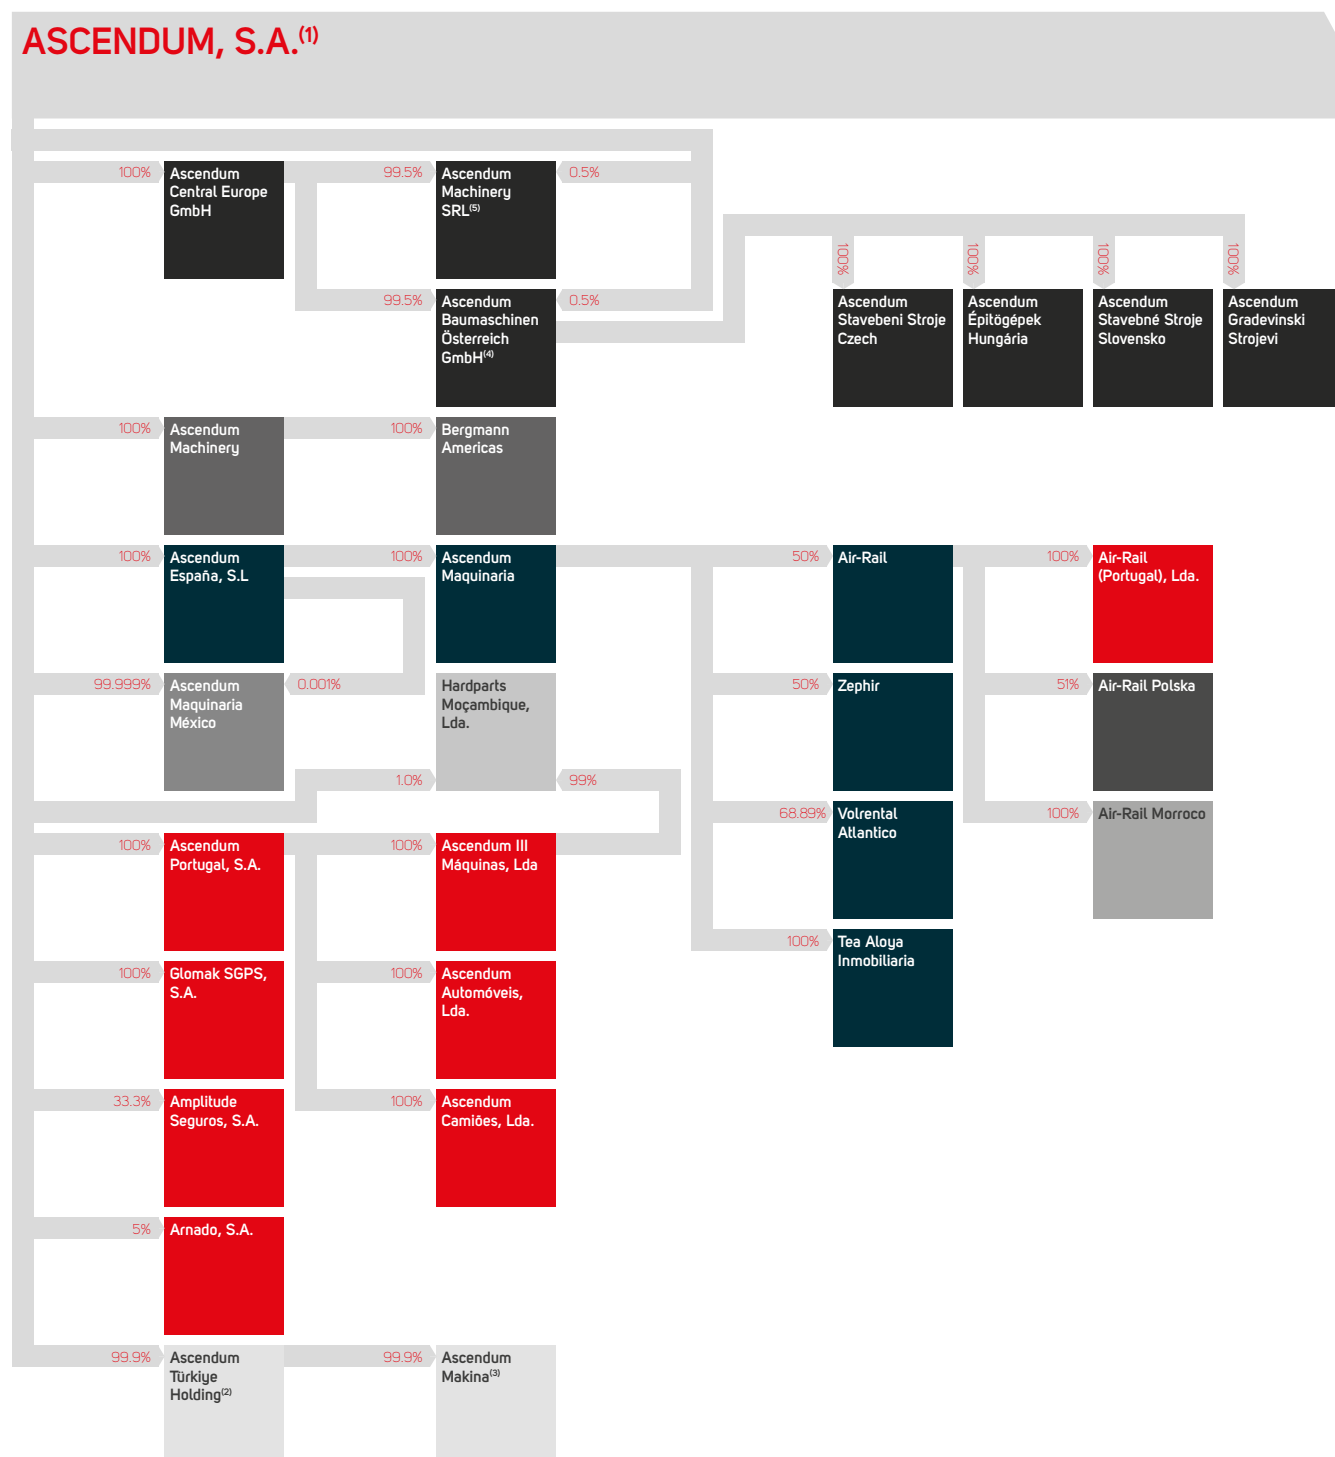 ASCENDUM, S.A.(1)
100%
Ascendum
Central Europe
GmbH
99.5%
Ascendum
Machinery
SRL(5)
0.5%
99.5%
Ascendum
Baumaschinen
Österreich
GmbH(4)
0.5%
100%
Ascendum
Stavebeni Stroje
Czech
100%
Ascendum
Épitögépek
Hungária
100%
Ascendum
Stavebné Stroje
Slovensko
100%
Ascendum
Gradevinski
Strojevi
100%
Ascendum
Machinery
100%
Bergmann
Americas
100%
Ascendum
España, S.L
100%
Ascendum
Maquinaria
50%
Air-Rail
100%
Air-Rail
(Portugal), Lda.
99.999%
Ascendum
Maquinaria
México
0.001%
Hardparts
Moçambique,
Lda.
1.0%
99%
50%
Zephir
51%
Air-Rail Polska
68.89%
Volrental
Atlantico
100%
Air-Rail Morroco
100%
Ascendum
Portugal, S.A.
100%
Ascendum III
Máquinas, Lda
100%
Tea Aloya
Inmobiliaria
100%
Glomak SGPS,
S.A.
100%
Ascendum
Automóveis,
Lda.
33.3%
Amplitude
Seguros, S.A.
100%
Ascendum
Camiões, Lda.
5%
Arnado, S.A.
99.9%
Ascendum
Türkiye
Holding(2)
99.9%
Ascendum
Makina(3)